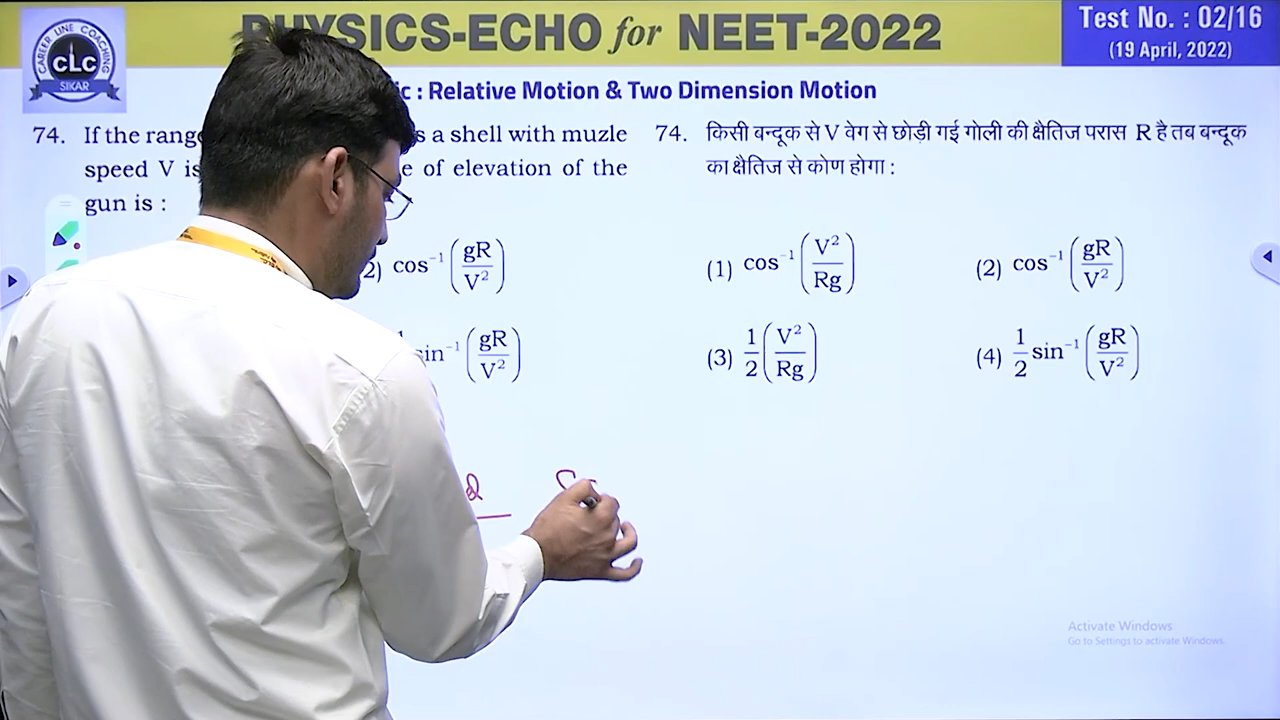 PHYSICS-ECHO for NEET-2022
Test No. : 02/16
(19 April, 2022)
CAREER LINE COACHING
CLC
SIKAR
: Relative Motion & Two Dimension Motion
74. If the range s a shell with muzle
speed V is e of elevation of the
gun is :
2) cos⁻¹ (gR/V²)
sin⁻¹ (gR/V²)
74. किसी बन्दूक से V वेग से छोड़ी गई गोली की क्षैतिज परास R है तब बन्दूक
का क्षैतिज से कोण होगा :
(1) cos⁻¹ (V²/Rg) (2) cos⁻¹ (gR/V²)
(3) 1/2 (V²/Rg) (4) 1/2 sin⁻¹ (gR/V²)
2
Activate Windows
Go to Settings to activate Windows.